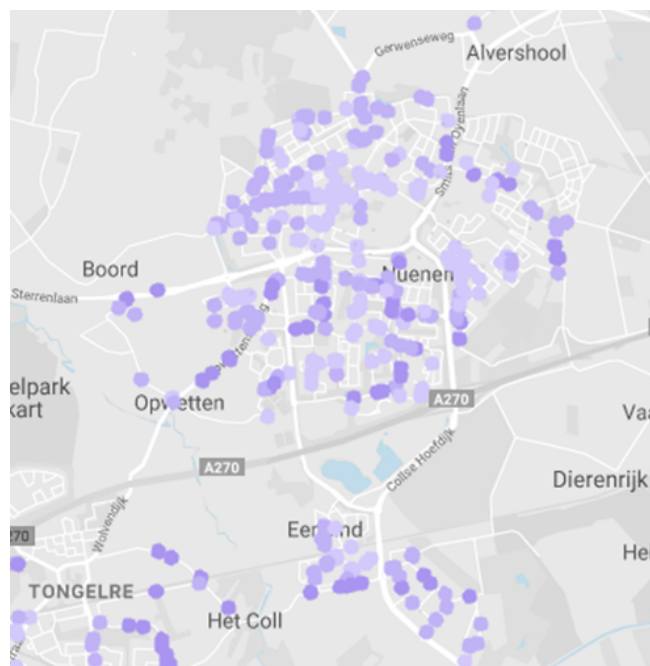 Gerwenseweg
Alvershool
Boord
Sterrenlaan
Nuenen
elpark
kart
Opwetten
A270
Vaa
A270
Collse Hoefdijk
Dierenrijk
Wolvendijk
270
He
TONGELRE
Het Coll